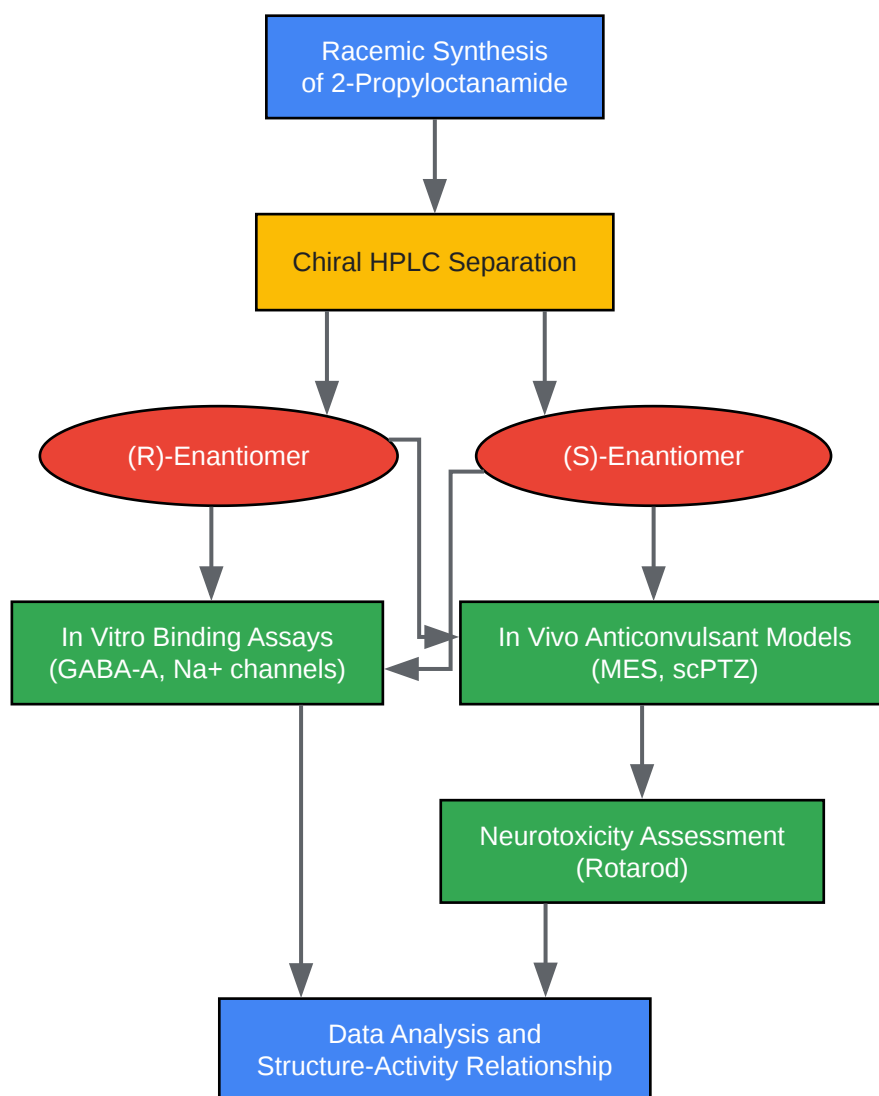 Racemic Synthesis
of 2-Propyloctanamide
Chiral HPLC Separation
(R)-Enantiomer
(S)-Enantiomer
In Vitro Binding Assays
(GABA-A, Na+ channels)
In Vivo Anticonvulsant Models
(MES, scPTZ)
Neurotoxicity Assessment
(Rotarod)
Data Analysis and
Structure-Activity Relationship